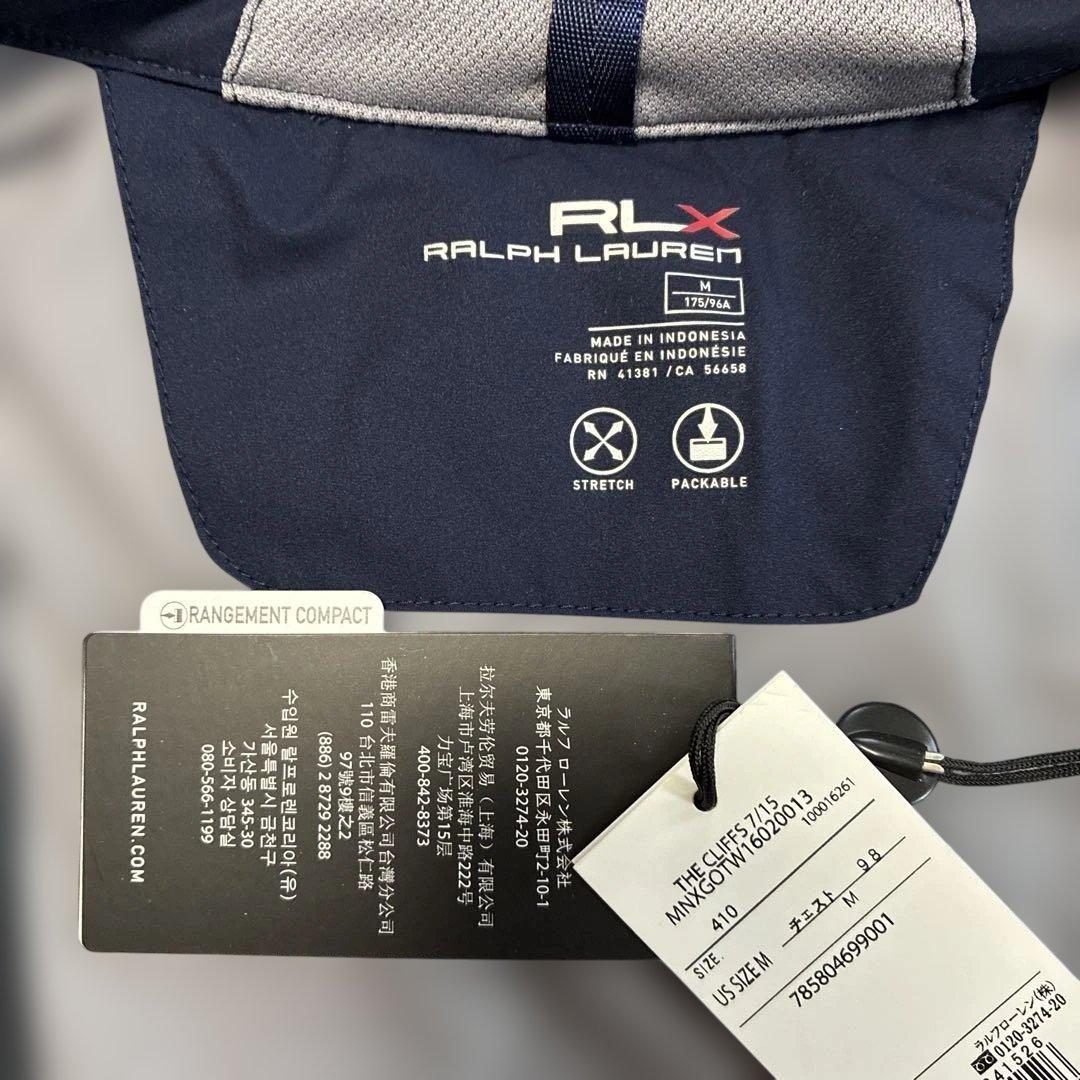 RLX
RALPH LAUREN
M
175/96A
MADE IN INDONESIA
FABRIQUÉ EN INDONÉSIE
RN 41381 / CA 56658
STRETCH
PACKABLE
RANGEMENT COMPACT
ラルフ ローレン株式会社
東京都千代田区永田町2-10-1
0120-3274-20
拉尔夫劳伦贸易（上海）有限公司
上海市卢湾区淮海中路222号
力宝广场第15层
400-842-8373
香港商雷夫羅倫有限公司台灣分公司
110 台北市信義區松仁路
97號9樓之2
(886) 2 8729 2288
수입원 랄프로렌코리아(유)
서울특별시 금천구
가산동 345-30
소비자 상담실
080-566-1199
RALPHLAUREN.COM
THE CLIFFS 7/15
MNXGOTW16020013
100016261
410
SIZE.
チェスト 98
US SIZE M
M
785804699001
ラルフローレン(株)
0120-3274-20
41526